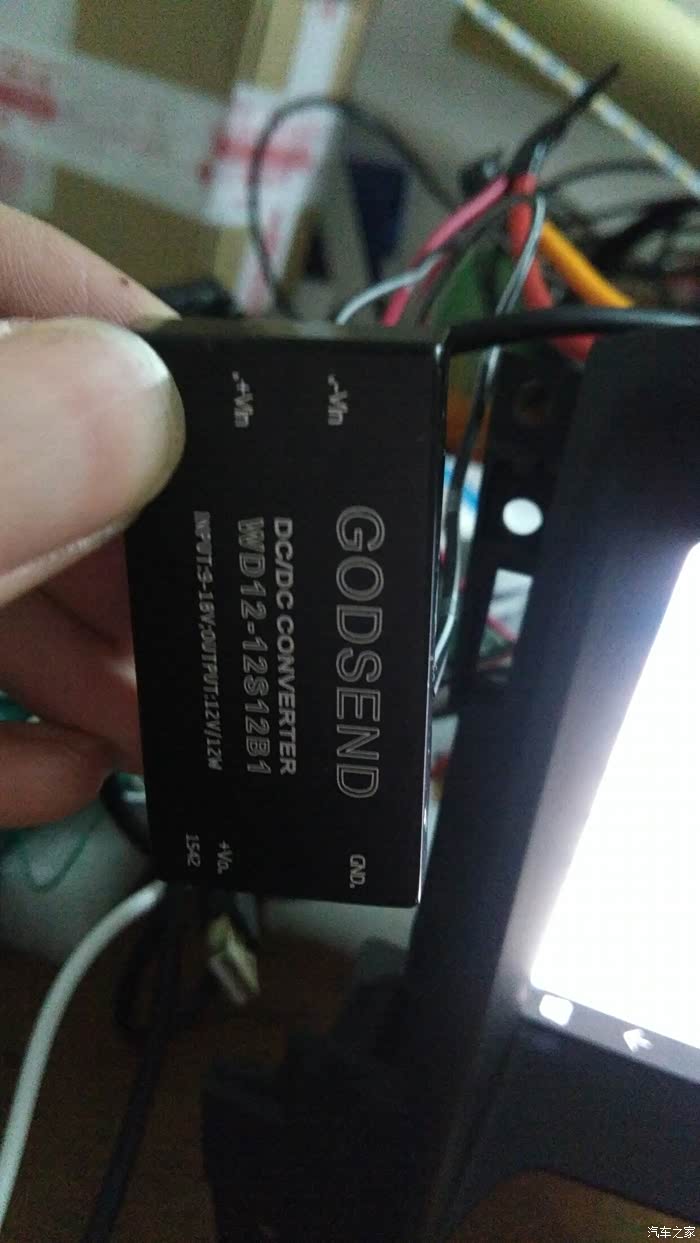 GODSEND
DC/DC CONVERTER
WD12-12S12B1
INPUT:9-18V;OUTPUT:12V/12W
.-Vin
.+Vin
GND.
+Vo.
1542
汽车之家